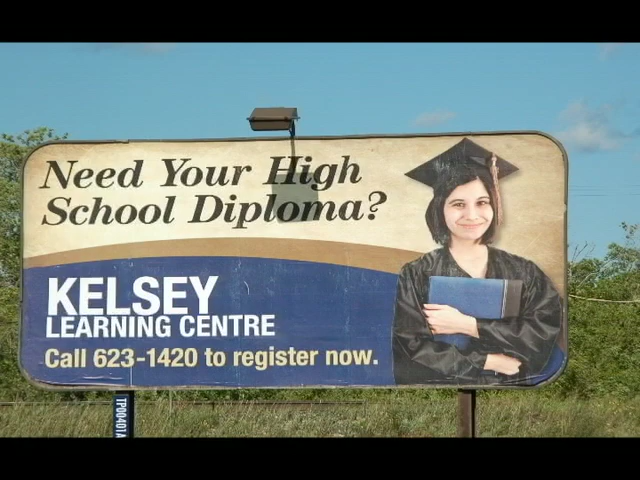 Need Your High
School Diploma?
KELSEY
LEARNING CENTRE
Call 623-1420 to register now.